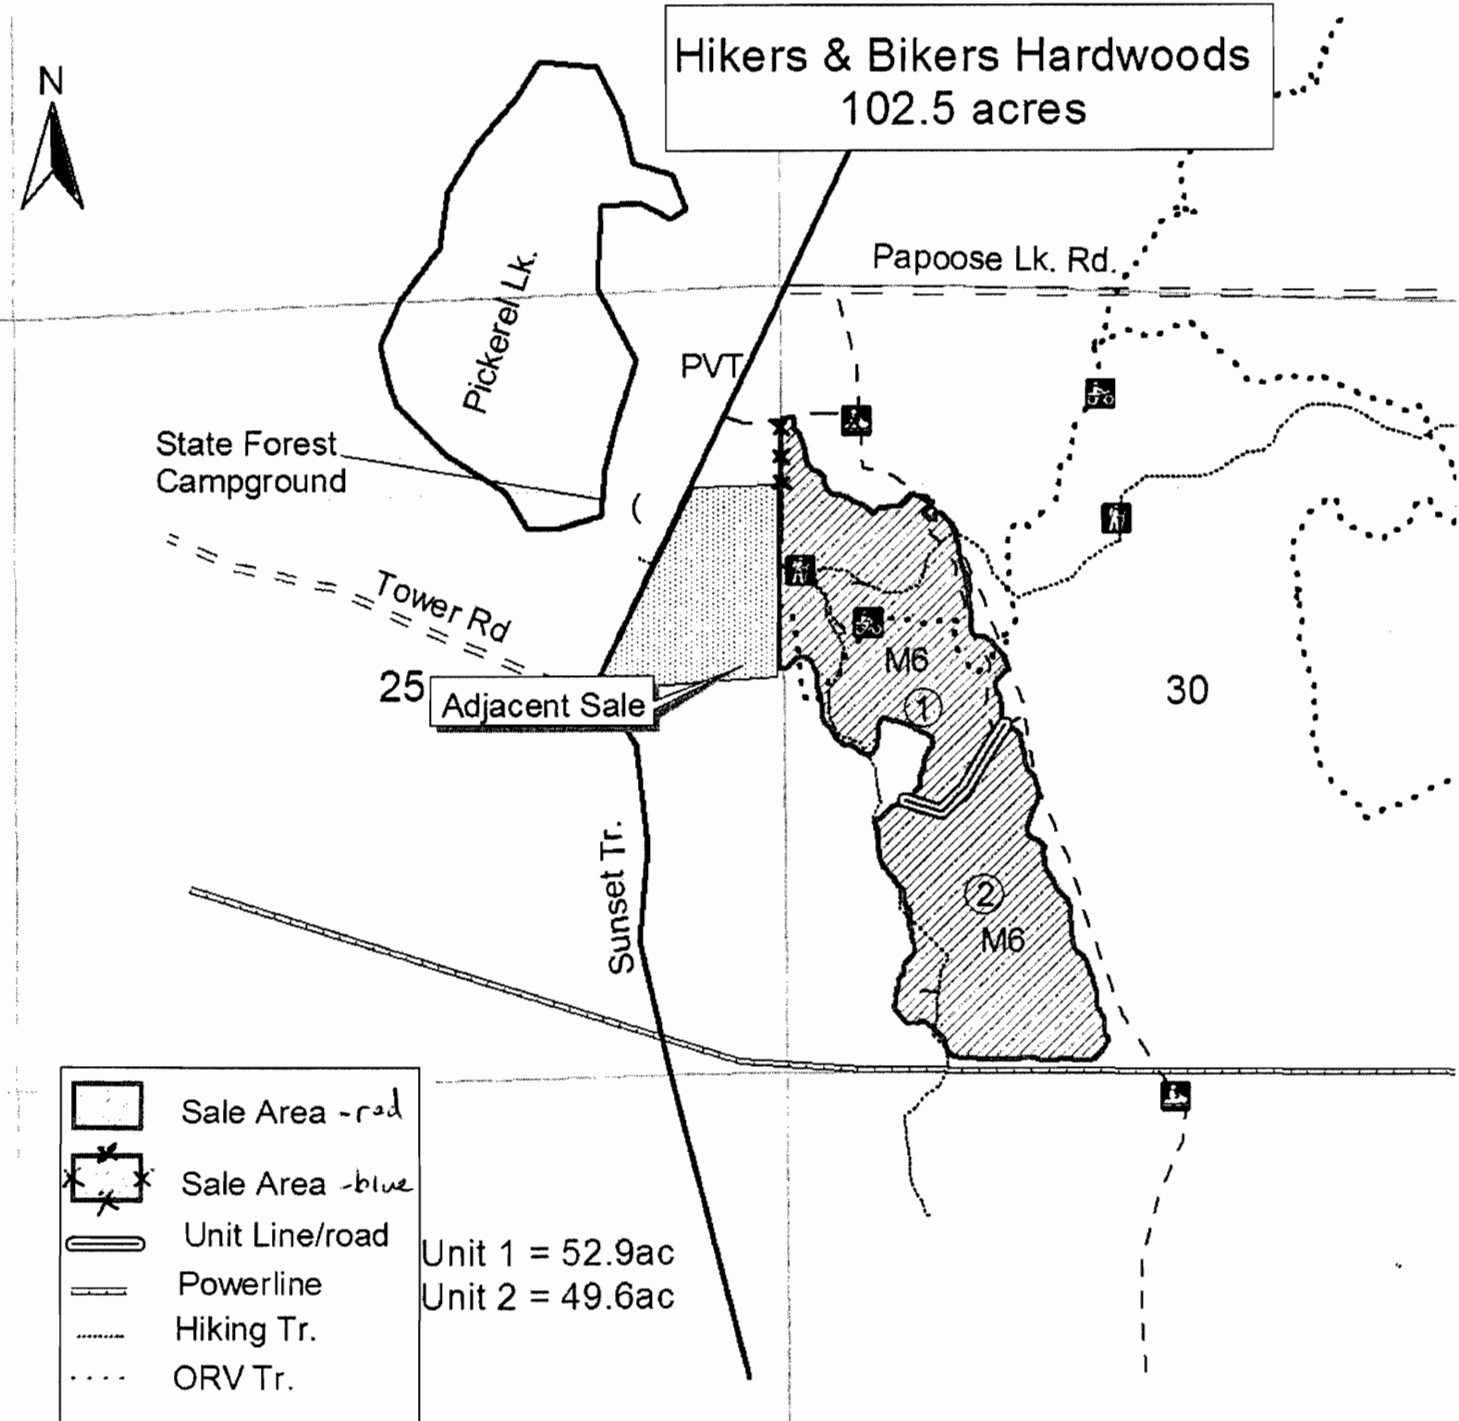 Hikers & Bikers Hardwoods
102.5 acres
N
Papoose Lk. Rd.
Pickerel Lk.
PVT
State Forest
Campground
Tower Rd
M6
25
Adjacent Sale
1
30
Sunset Tr.
2
M6
Sale Area -red
Sale Area -blue
Unit Line/road
Powerline
Hiking Tr.
ORV Tr.
Unit 1 = 52.9ac
Unit 2 = 49.6ac